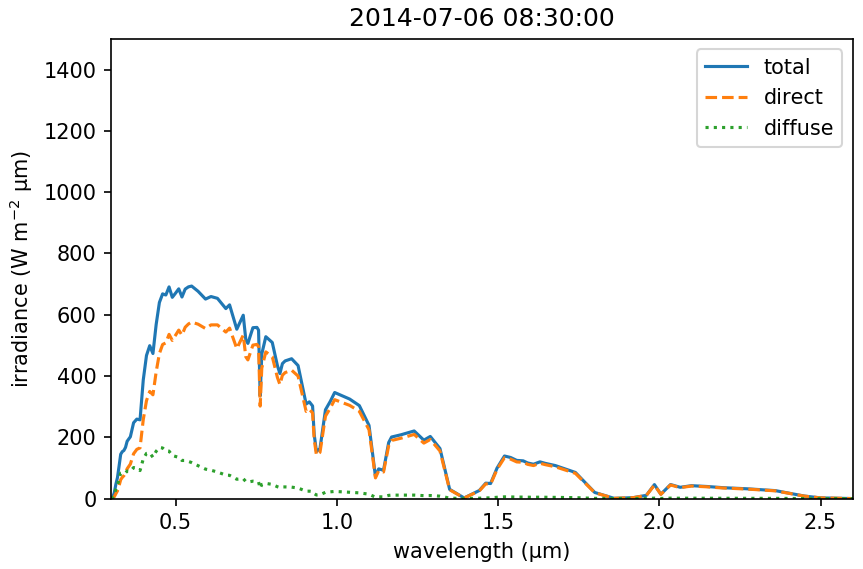 2014-07-06 08:30:00
1400
1200
1000
800
600
400
200
0
irradiance (W m⁻² µm)
total
direct
diffuse
0.5 1.0 1.5 2.0 2.5
wavelength (µm)